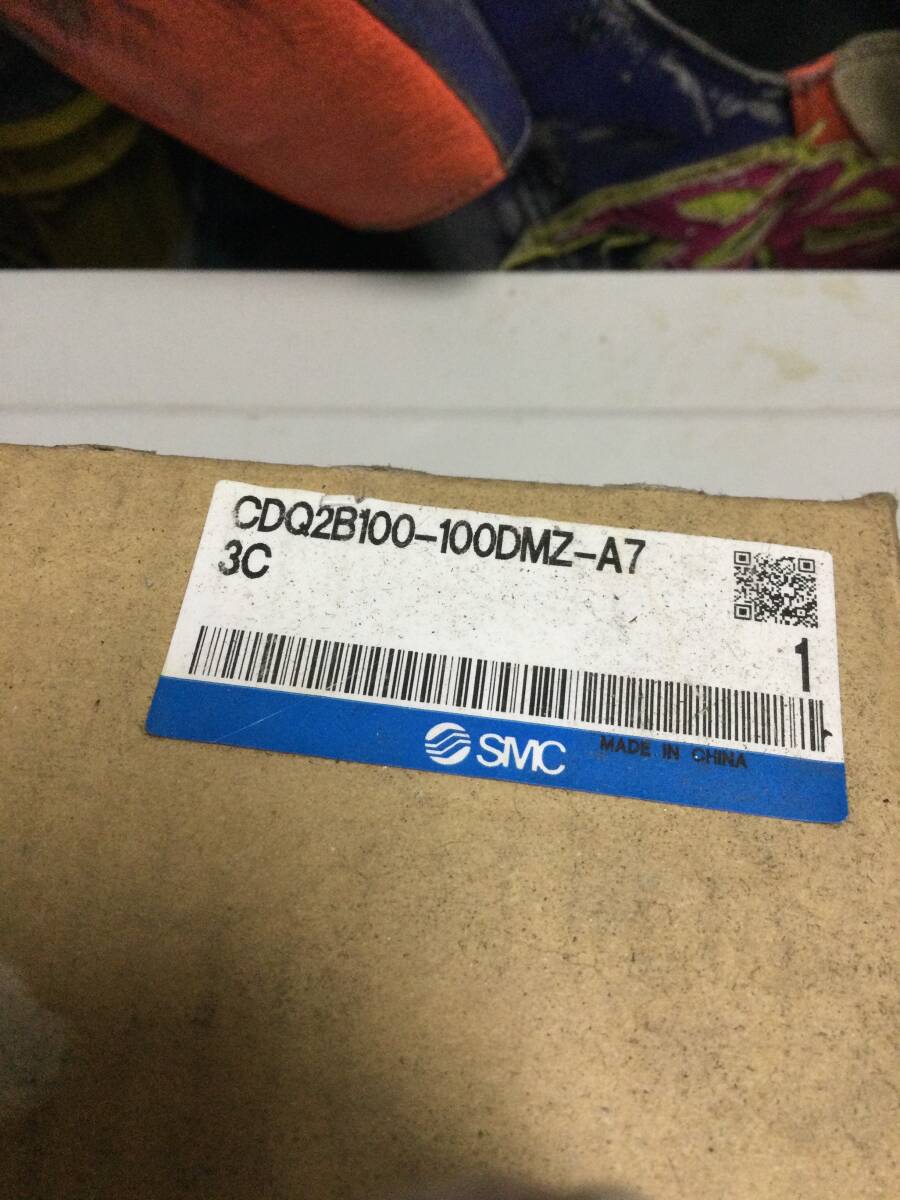 CDQ2B100-100DMZ-A7
3C
1
SMC
MADE IN CHINA